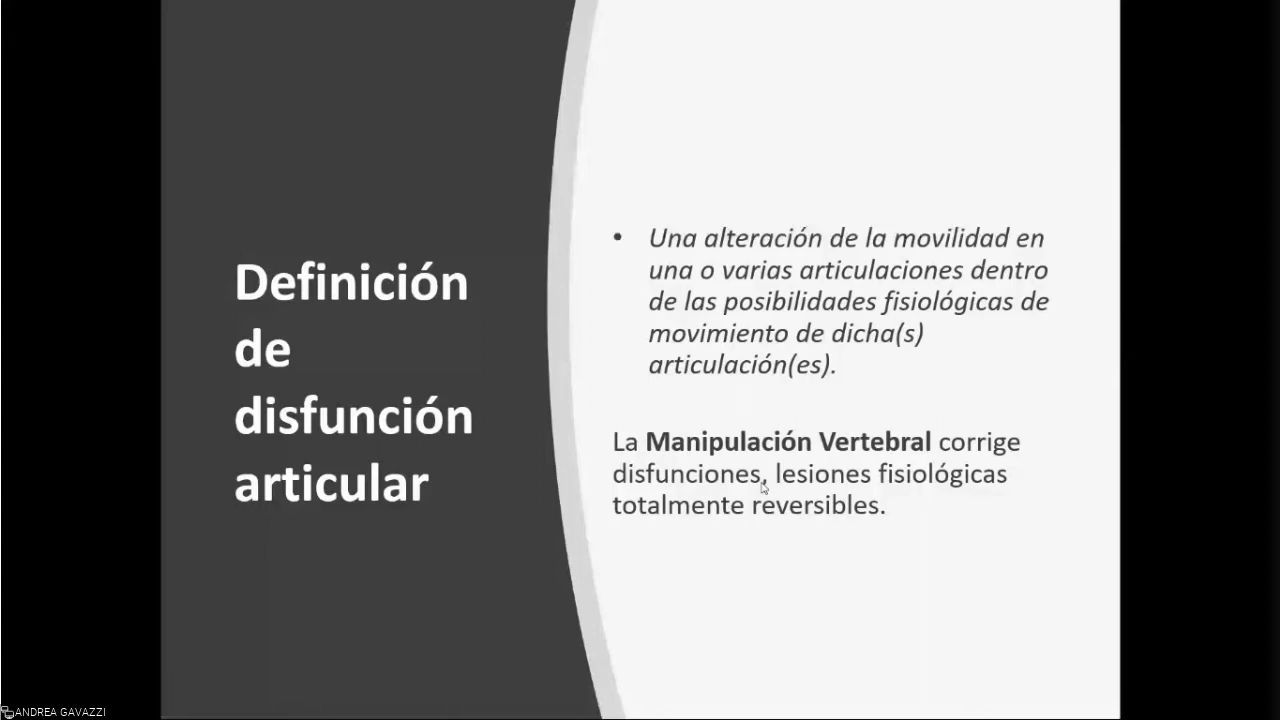 Definición
de
disfunción
articular
• Una alteración de la movilidad en
una o varias articulaciones dentro
de las posibilidades fisiológicas de
movimiento de dicha(s)
articulación(es).
La Manipulación Vertebral corrige
disfunciones, lesiones fisiológicas
totalmente reversibles.
ANDREA GAVAZZI